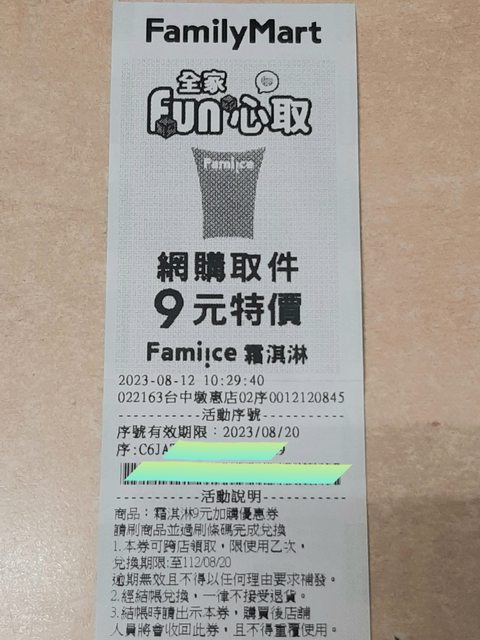 FamilyMart
全家
Fun心取
Famiice
網購取件
9元特價
Famiice 霜淇淋
2023-08-12 10:29:40
022163台中墩惠店02序0012120845
活動序號
序號有效期限：2023/08/20
序:C6JA
活動說明
商品：霜淇淋9元加購優惠券
請刷商品並過刷條碼完成兌換
1.本券可跨店領取，限使用乙次，
兌換期限:至112/08/20
逾期無效且不得以任何理由要求補發。
2.經結帳兌換，一律不接受退貨。
3.結帳時請出示本券，購買後店舖
人員將會收回此券，且不得重覆使用。